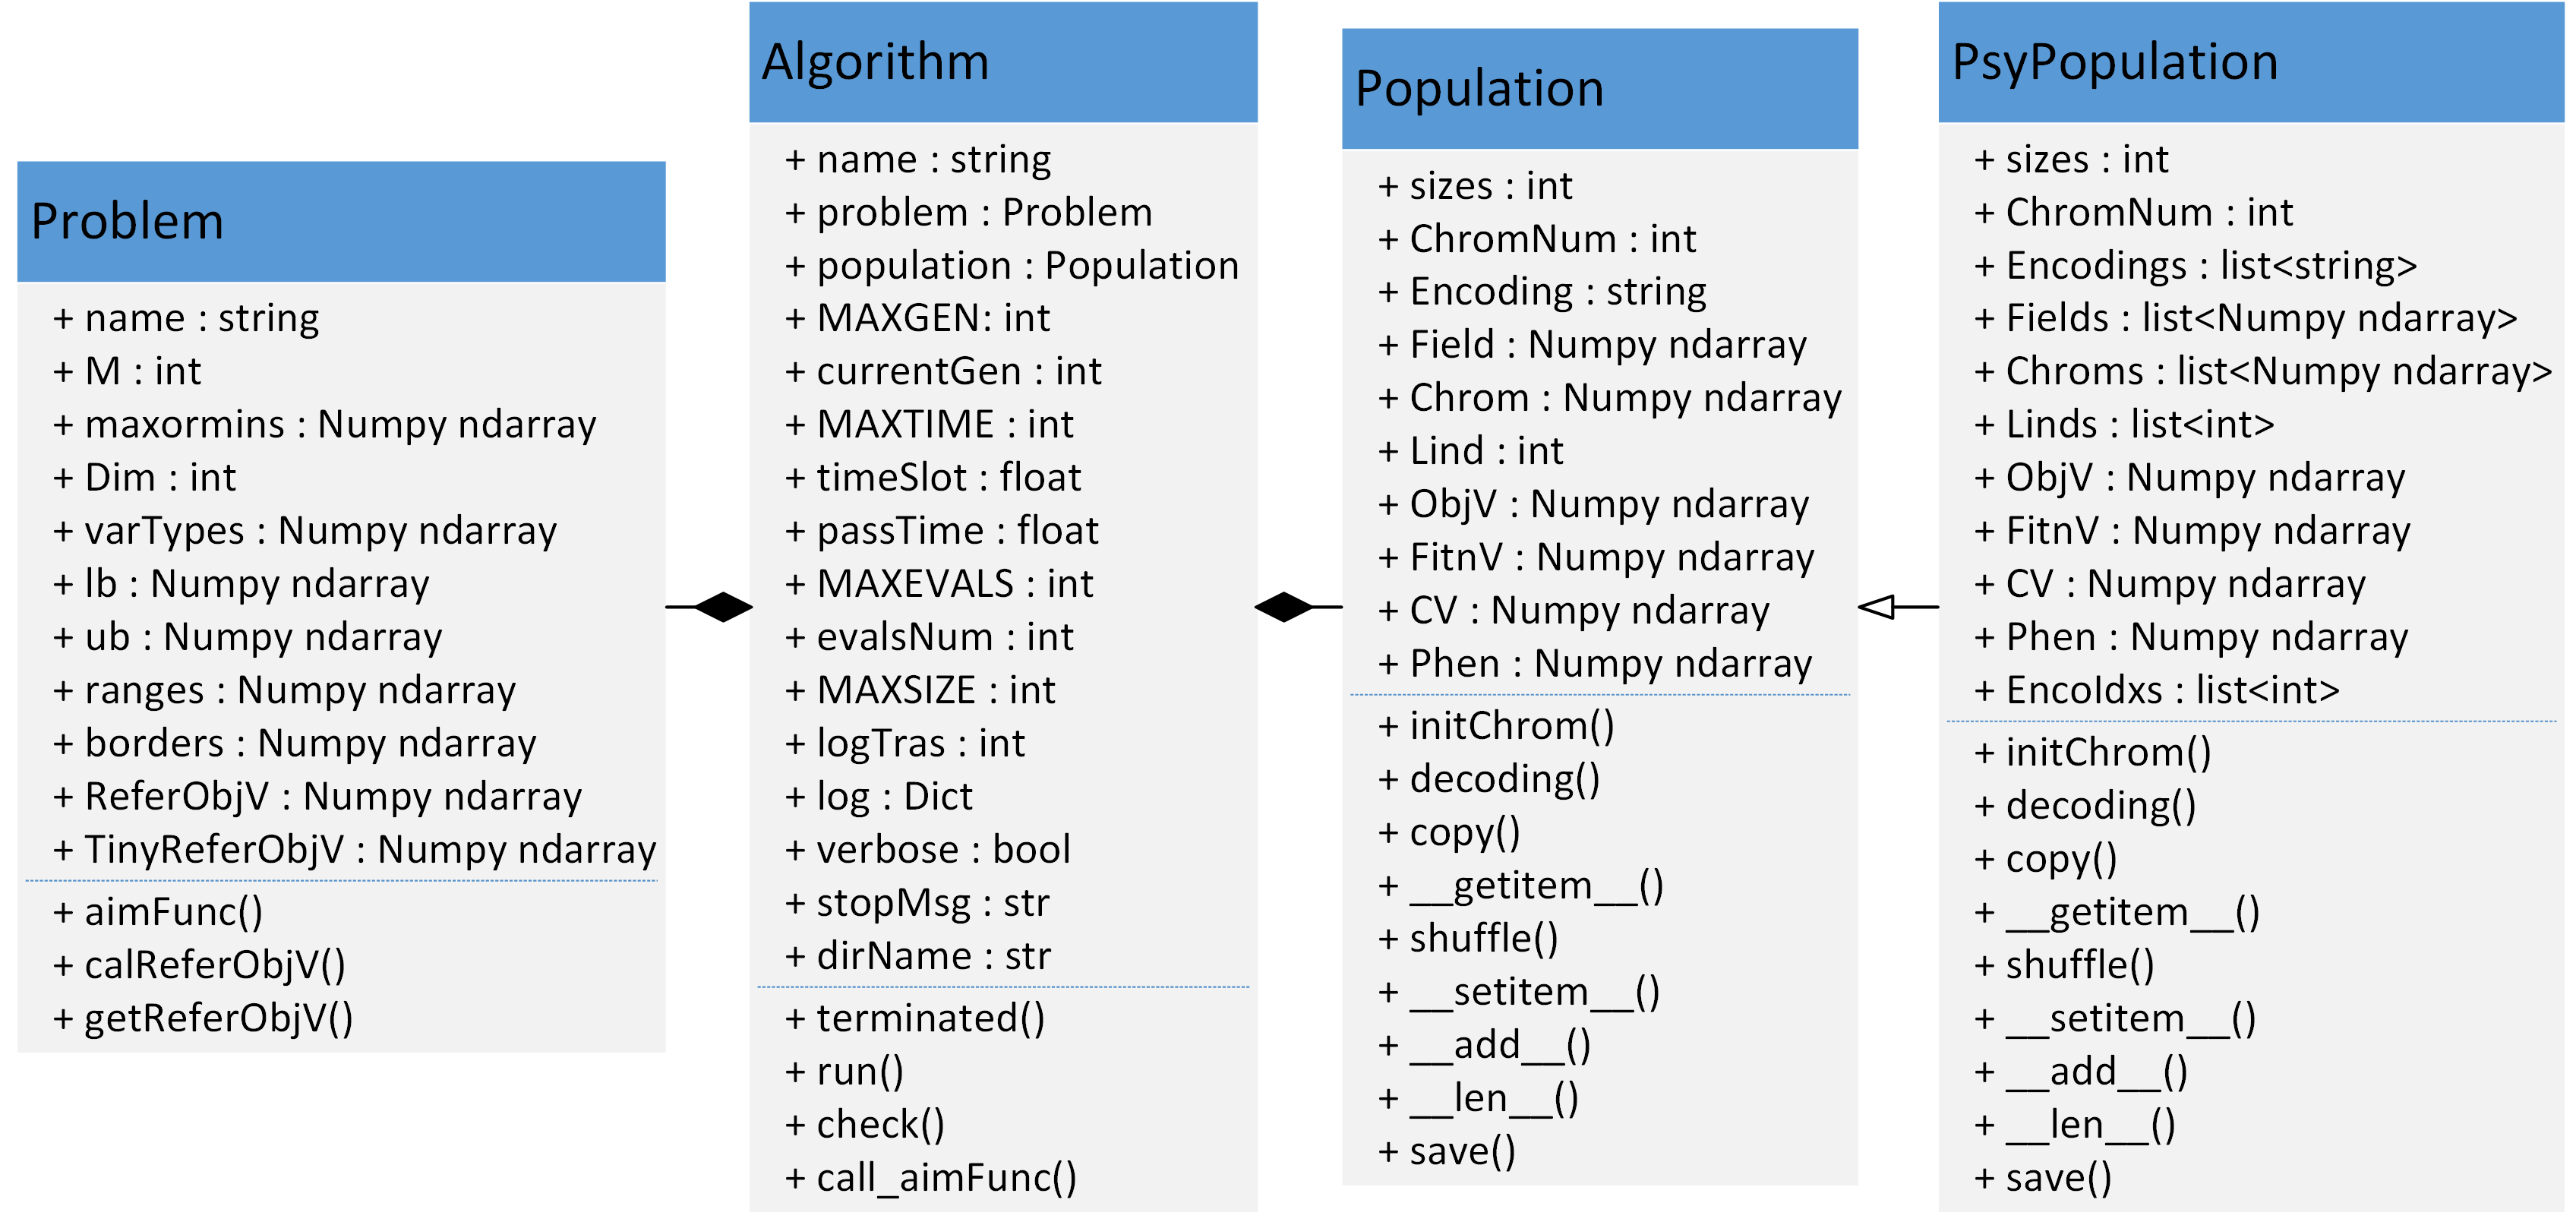 Problem
+ name : string
+ M : int
+ maxormins : Numpy ndarray
+ Dim : int
+ varTypes : Numpy ndarray
+ lb : Numpy ndarray
+ ub : Numpy ndarray
+ ranges : Numpy ndarray
+ borders : Numpy ndarray
+ ReferObjV : Numpy ndarray
+ TinyReferObjV : Numpy ndarray
+ aimFunc()
+ calReferObjV()
+ getReferObjV()
Algorithm
+ name : string
+ problem : Problem
+ population : Population
+ MAXGEN: int
+ currentGen : int
+ MAXTIME : int
+ timeSlot : float
+ passTime : float
+ MAXEVALS : int
+ evalsNum : int
+ MAXSIZE : int
+ logTras : int
+ log : Dict
+ verbose : bool
+ stopMsg : str
+ dirName : str
+ terminated()
+ run()
+ check()
+ call_aimFunc()
Population
+ sizes : int
+ ChromNum : int
+ Encoding : string
+ Field : Numpy ndarray
+ Chrom : Numpy ndarray
+ Lind : int
+ ObjV : Numpy ndarray
+ FitnV : Numpy ndarray
+ CV : Numpy ndarray
+ Phen : Numpy ndarray
+ initChrom()
+ decoding()
+ copy()
+ __getitem__()
+ shuffle()
+ __setitem__()
+ __add__()
+ __len__()
+ save()
PsyPopulation
+ sizes : int
+ ChromNum : int
+ Encodings : list<string>
+ Fields : list<Numpy ndarray>
+ Chroms : list<Numpy ndarray>
+ Linds : list<int>
+ ObjV : Numpy ndarray
+ FitnV : Numpy ndarray
+ CV : Numpy ndarray
+ Phen : Numpy ndarray
+ EncoIdxs : list<int>
+ initChrom()
+ decoding()
+ copy()
+ __getitem__()
+ shuffle()
+ __setitem__()
+ __add__()
+ __len__()
+ save()